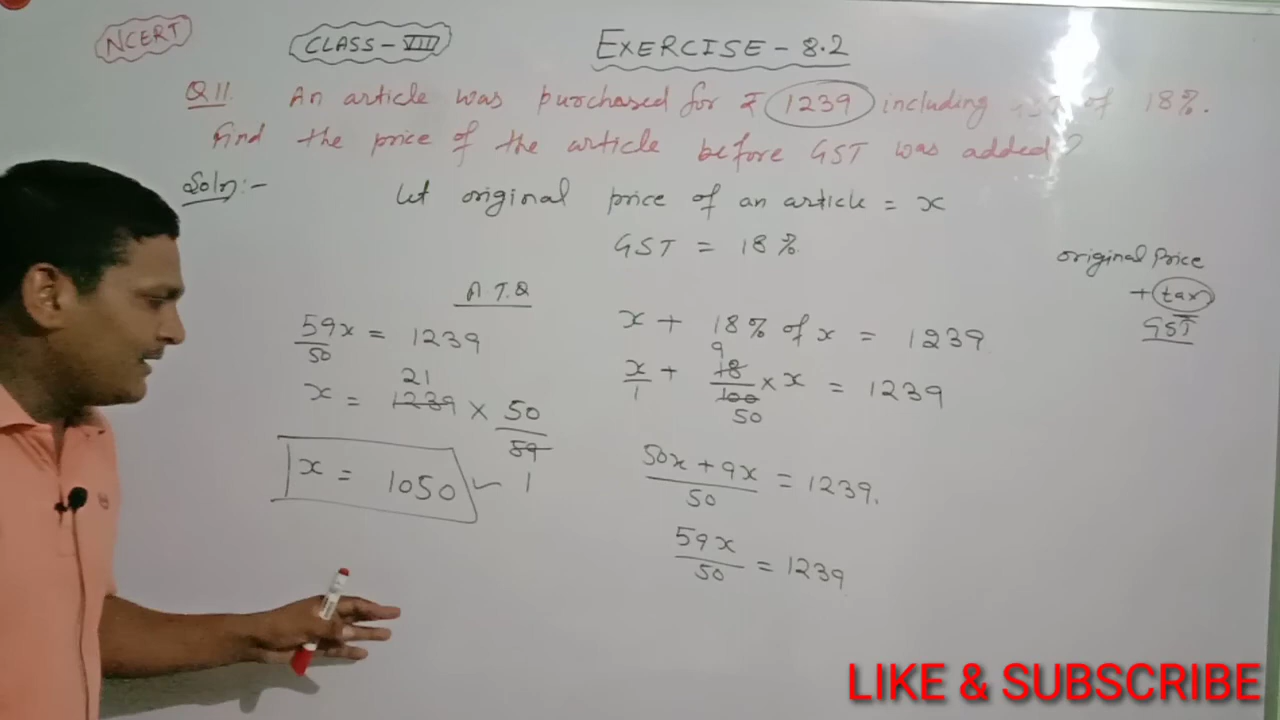 NCERT CLASS-VIII EXERCISE-8.2
Q11. An article was purchased for ₹ 1239 including of 18%.
Find the price of the article before GST was added?
Soln:- Let original price of an article = x
GST = 18%
original Price
+ tax
GST
A.T.Q
x + 18% of x = 1239
9
x/1 + 18/100 × x = 1239
50
50x + 9x/50 = 1239.
59x/50 = 1239
59x/50 = 1239
21
x = 1239 × 50/59
1
x = 1050
LIKE & SUBSCRIBE